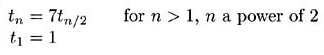 tₙ = 7tₙ/₂ for n > 1, n a power of 2
t₁ = 1